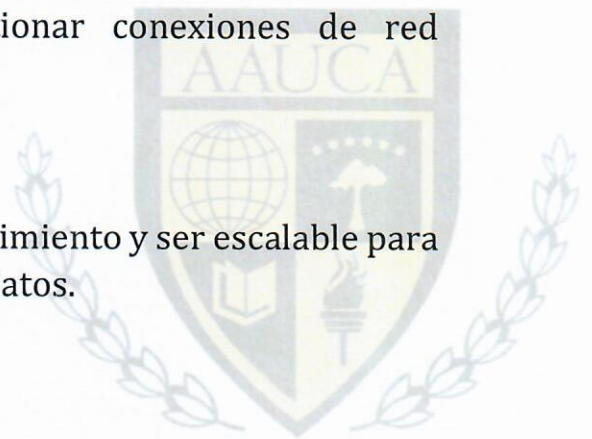 ionar conexiones de red
AAUCA
imiento y ser escalable para
atos.